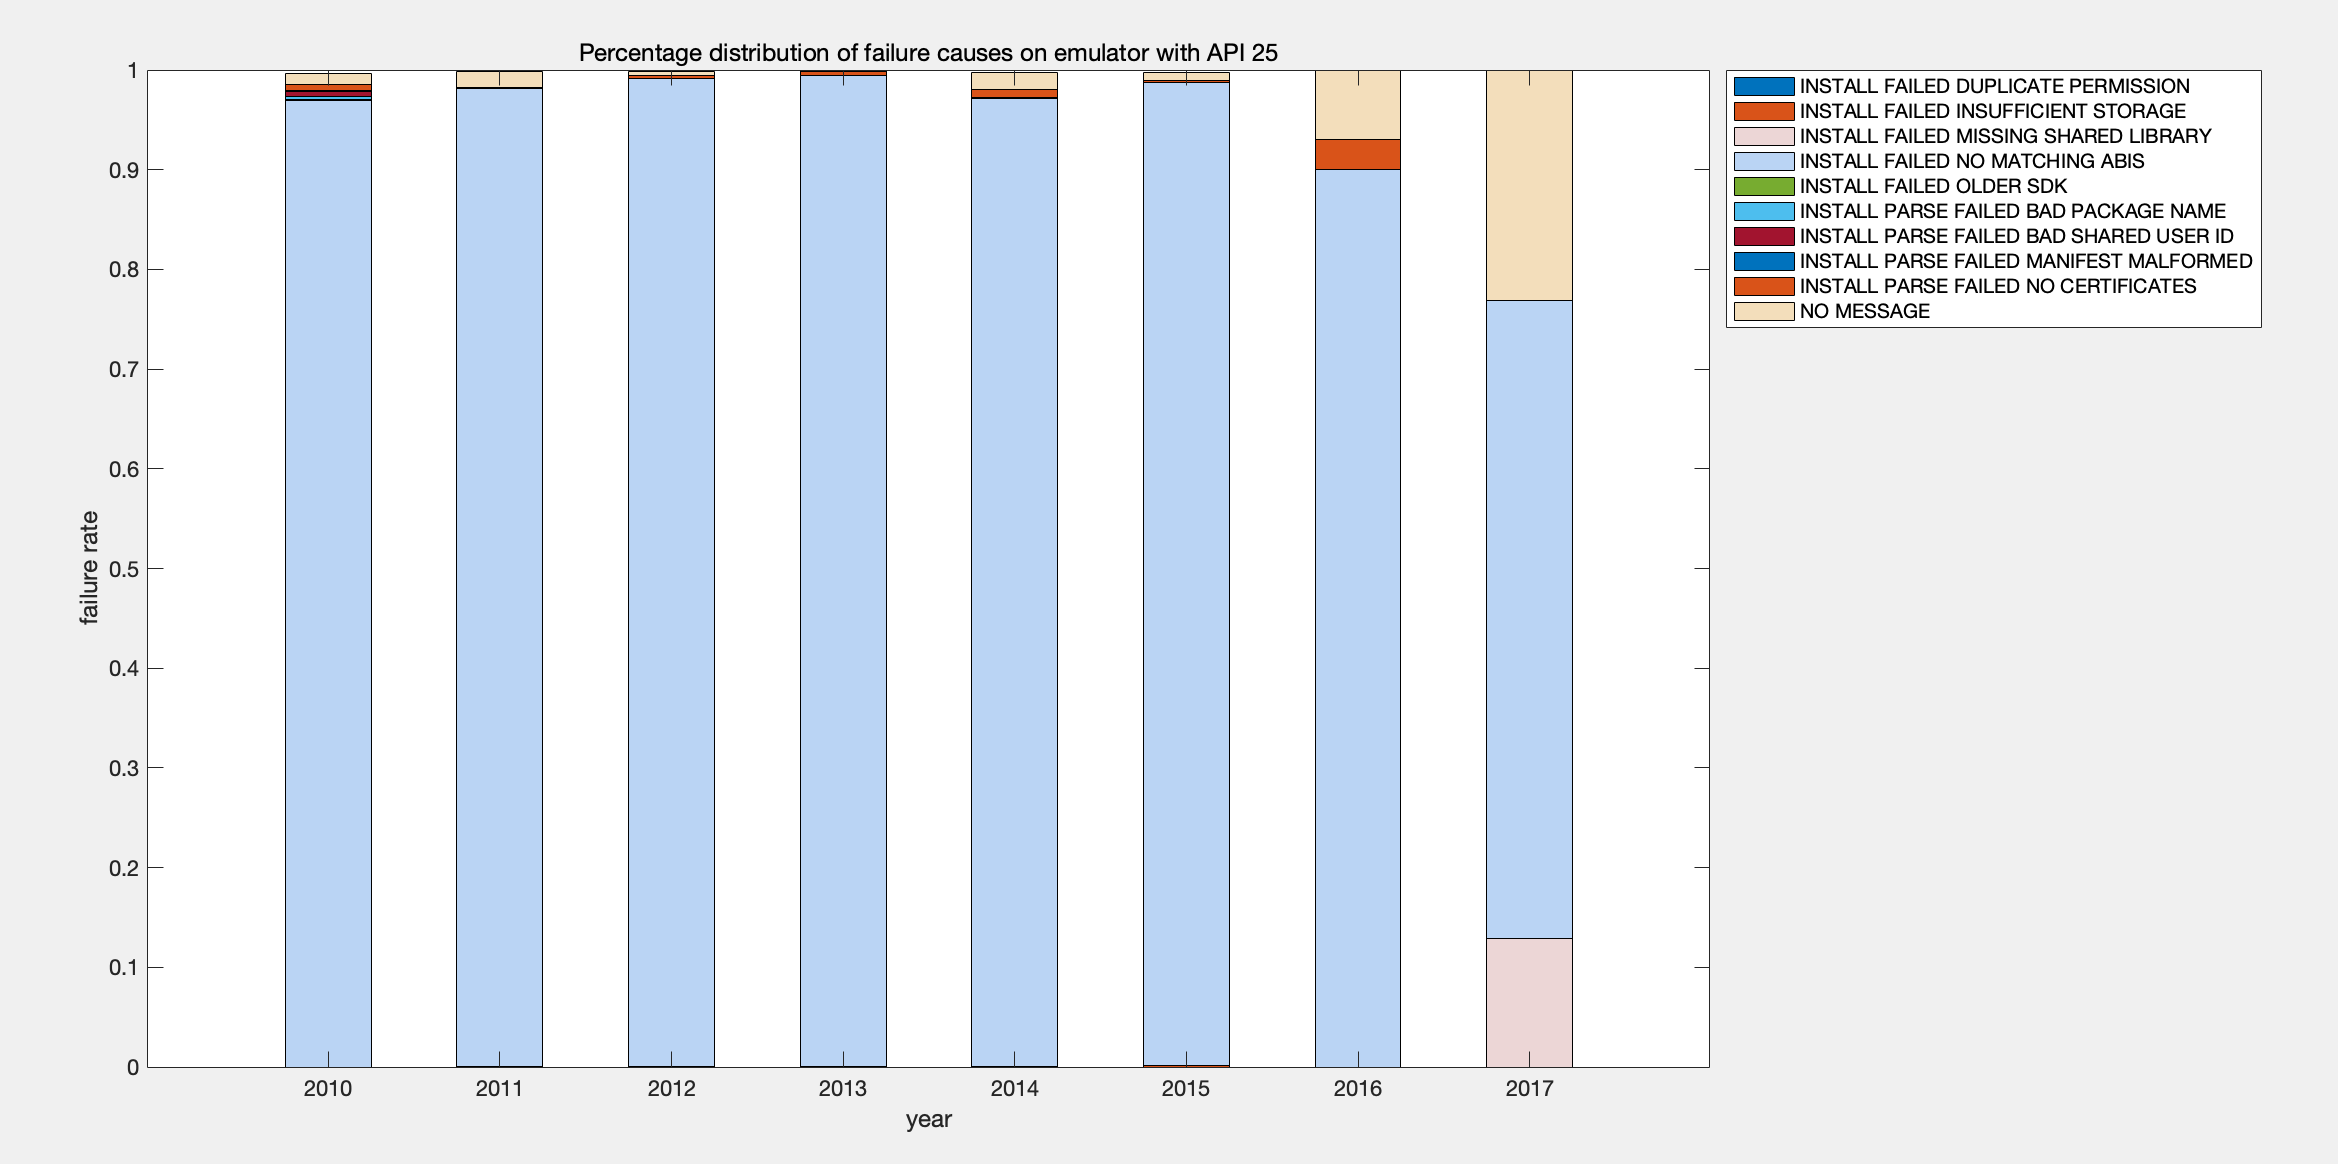 Percentage distribution of failure causes on emulator with API 25
1
0.9
0.8
0.7
0.6
0.5
0.4
0.3
0.2
0.1
0
failure rate
2010 2011 2012 2013 2014 2015 2016 2017
year
INSTALL FAILED DUPLICATE PERMISSION
INSTALL FAILED INSUFFICIENT STORAGE
INSTALL FAILED MISSING SHARED LIBRARY
INSTALL FAILED NO MATCHING ABIS
INSTALL FAILED OLDER SDK
INSTALL PARSE FAILED BAD PACKAGE NAME
INSTALL PARSE FAILED BAD SHARED USER ID
INSTALL PARSE FAILED MANIFEST MALFORMED
INSTALL PARSE FAILED NO CERTIFICATES
NO MESSAGE